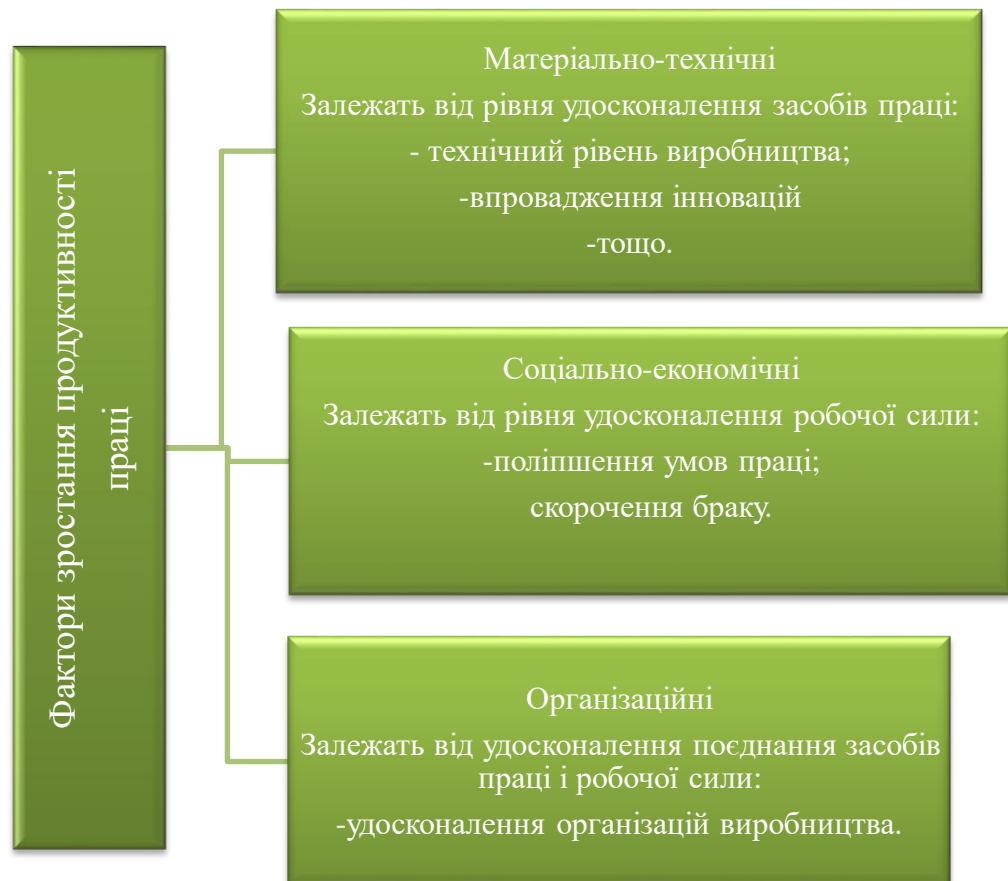 Фактори зростання продуктивності
праці
Матеріально-технічні
Залежать від рівня удосконалення засобів праці:
- технічний рівень виробництва;
-впровадження інновацій
-тощо.
Соціально-економічні
Залежать від рівня удосконалення робочої сили:
-поліпшення умов праці;
скорочення браку.
Організаційні
Залежать від удосконалення поєднання засобів
праці і робочої сили:
-удосконалення організацій виробництва.